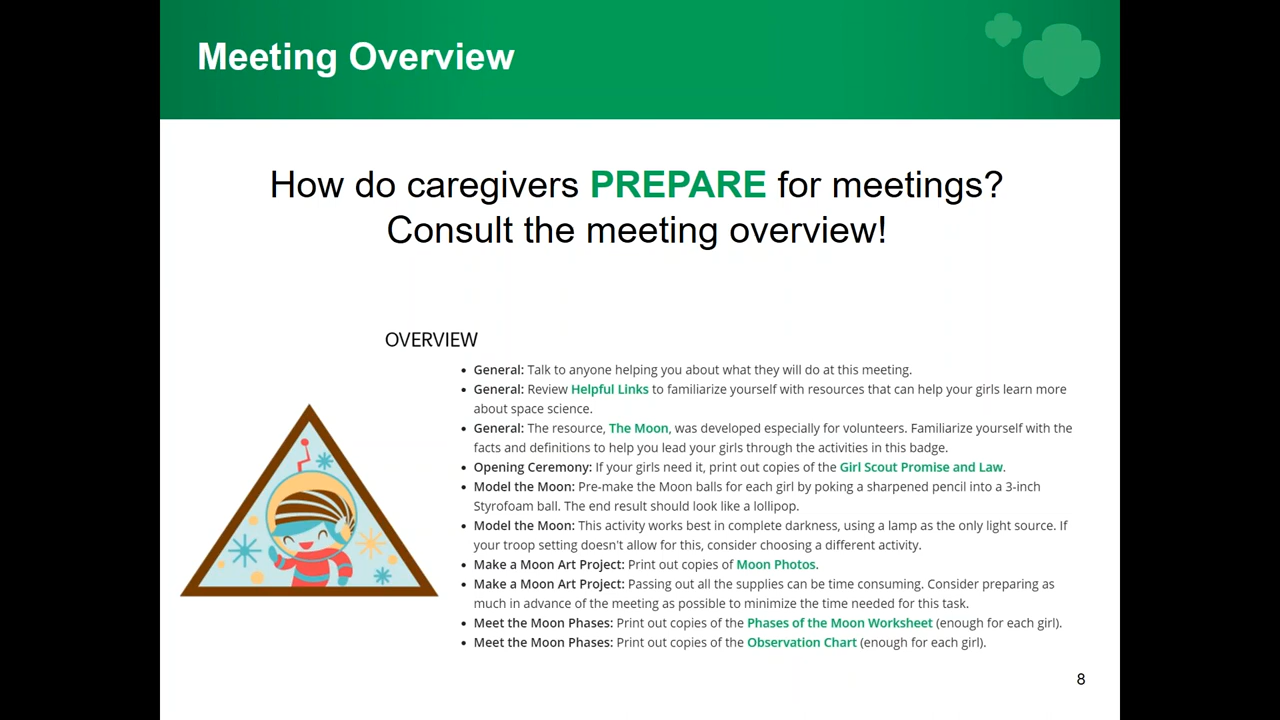 Meeting Overview
How do caregivers PREPARE for meetings?
Consult the meeting overview!
OVERVIEW
• General: Talk to anyone helping you about what they will do at this meeting.
• General: Review Helpful Links to familiarize yourself with resources that can help your girls learn more
about space science.
• General: The resource, The Moon, was developed especially for volunteers. Familiarize yourself with the
facts and definitions to help you lead your girls through the activities in this badge.
• Opening Ceremony: If your girls need it, print out copies of the Girl Scout Promise and Law.
• Model the Moon: Pre-make the Moon balls for each girl by poking a sharpened pencil into a 3-inch
Styrofoam ball. The end result should look like a lollipop.
• Model the Moon: This activity works best in complete darkness, using a lamp as the only light source. If
your troop setting doesn't allow for this, consider choosing a different activity.
• Make a Moon Art Project: Print out copies of Moon Photos.
• Make a Moon Art Project: Passing out all the supplies can be time consuming. Consider preparing as
much in advance of the meeting as possible to minimize the time needed for this task.
• Meet the Moon Phases: Print out copies of the Phases of the Moon Worksheet (enough for each girl).
• Meet the Moon Phases: Print out copies of the Observation Chart (enough for each girl).
8